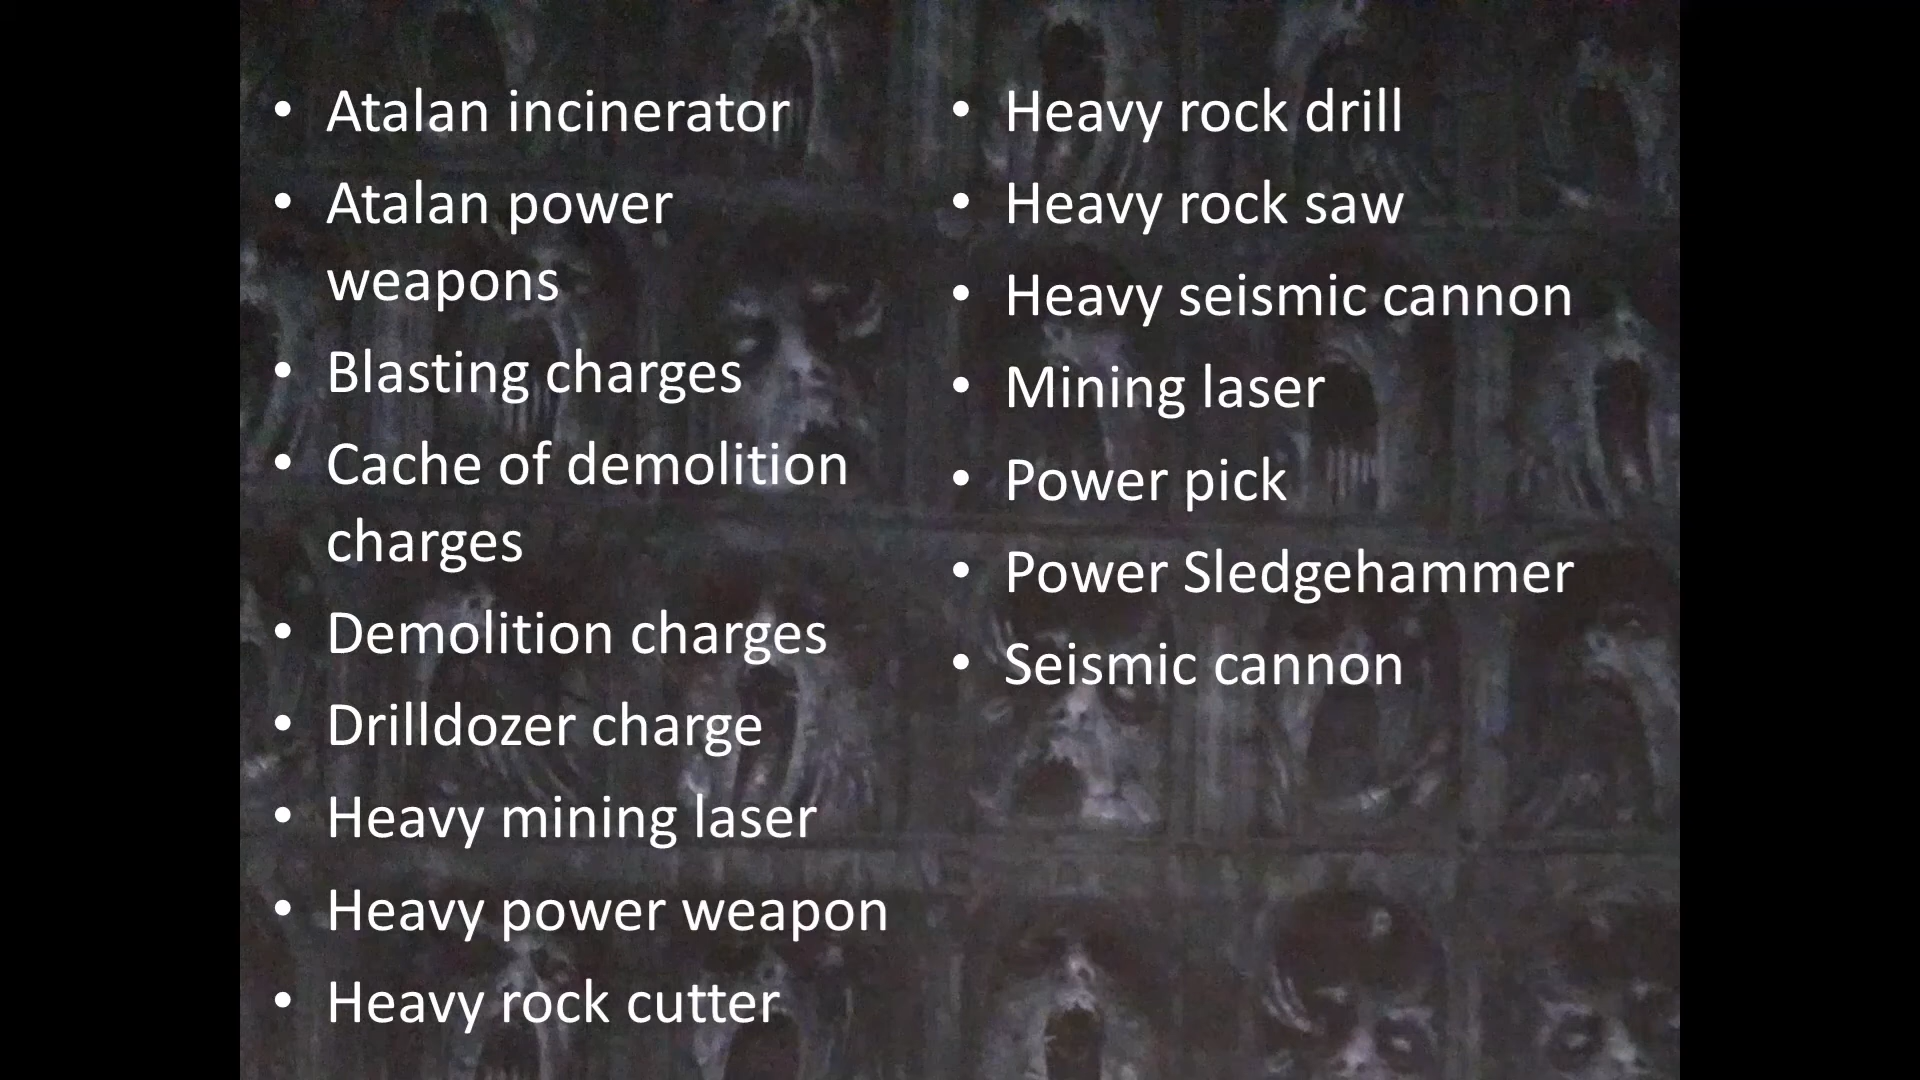 • Atalan incinerator
• Atalan power
weapons
• Blasting charges
• Cache of demolition
charges
• Demolition charges
• Drilldozer charge
• Heavy mining laser
• Heavy power weapon
• Heavy rock cutter
• Heavy rock drill
• Heavy rock saw
• Heavy seismic cannon
• Mining laser
• Power pick
• Power Sledgehammer
• Seismic cannon